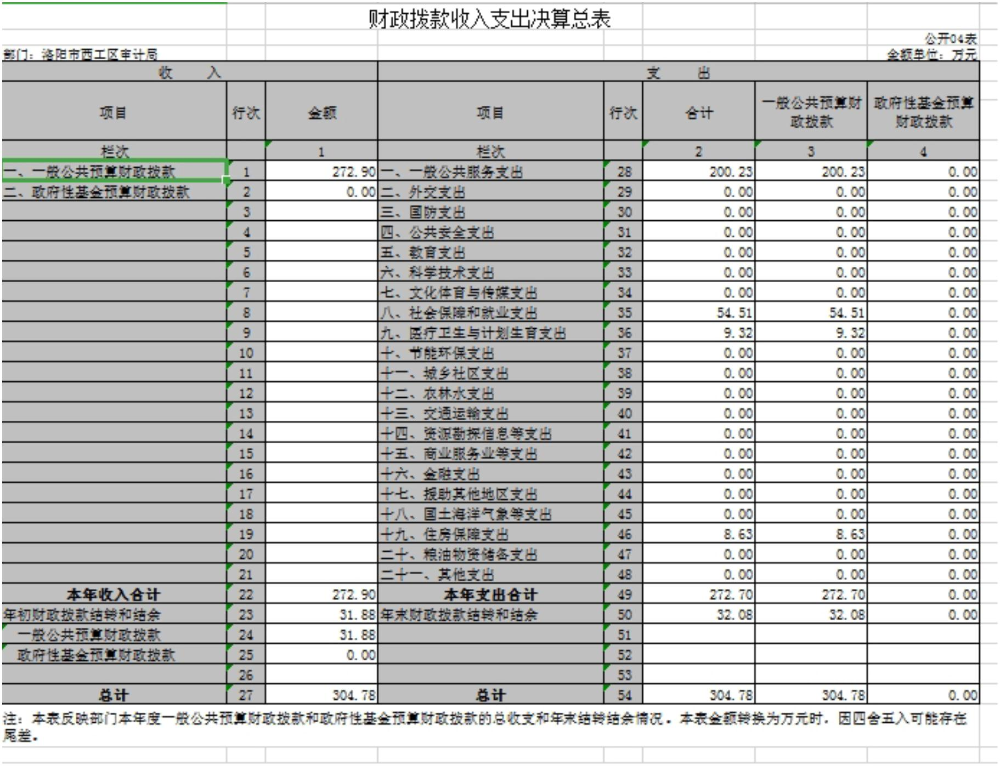 财政拨款收入支出决算总表
公开04表
部门：洛阳市西工区审计局 金额单位：万元
收 入 支 出
项目 行次 金额 项目 行次 合计 一般公共预算财政拨款 政府性基金预算财政拨款
栏次 1 栏次 2 3 4
一、一般公共预算财政拨款 1 272.90 一、一般公共服务支出 28 200.23 200.23 0.00
二、政府性基金预算财政拨款 2 0.00 二、外交支出 29 0.00 0.00 0.00
3 三、国防支出 30 0.00 0.00 0.00
4 四、公共安全支出 31 0.00 0.00 0.00
5 五、教育支出 32 0.00 0.00 0.00
6 六、科学技术支出 33 0.00 0.00 0.00
7 七、文化体育与传媒支出 34 0.00 0.00 0.00
8 八、社会保障和就业支出 35 54.51 54.51 0.00
9 九、医疗卫生与计划生育支出 36 9.32 9.32 0.00
10 十、节能环保支出 37 0.00 0.00 0.00
11 十一、城乡社区支出 38 0.00 0.00 0.00
12 十二、农林水支出 39 0.00 0.00 0.00
13 十三、交通运输支出 40 0.00 0.00 0.00
14 十四、资源勘探信息等支出 41 0.00 0.00 0.00
15 十五、商业服务业等支出 42 0.00 0.00 0.00
16 十六、金融支出 43 0.00 0.00 0.00
17 十七、援助其他地区支出 44 0.00 0.00 0.00
18 十八、国土海洋气象等支出 45 0.00 0.00 0.00
19 十九、住房保障支出 46 8.63 8.63 0.00
20 二十、粮油物资储备支出 47 0.00 0.00 0.00
21 二十一、其他支出 48 0.00 0.00 0.00
本年收入合计 22 272.90 本年支出合计 49 272.70 272.70 0.00
年初财政拨款结转和结余 23 31.88 年末财政拨款结转和结余 50 32.08 32.08 0.00
一般公共预算财政拨款 24 31.88 51
政府性基金预算财政拨款 25 0.00 52
26 53
总计 27 304.78 总计 54 304.78 304.78 0.00
注：本表反映部门本年度一般公共预算财政拨款和政府性基金预算财政拨款的总收支和年末结转结余情况。本表金额转换为万元时，因四舍五入可能存在
尾差。